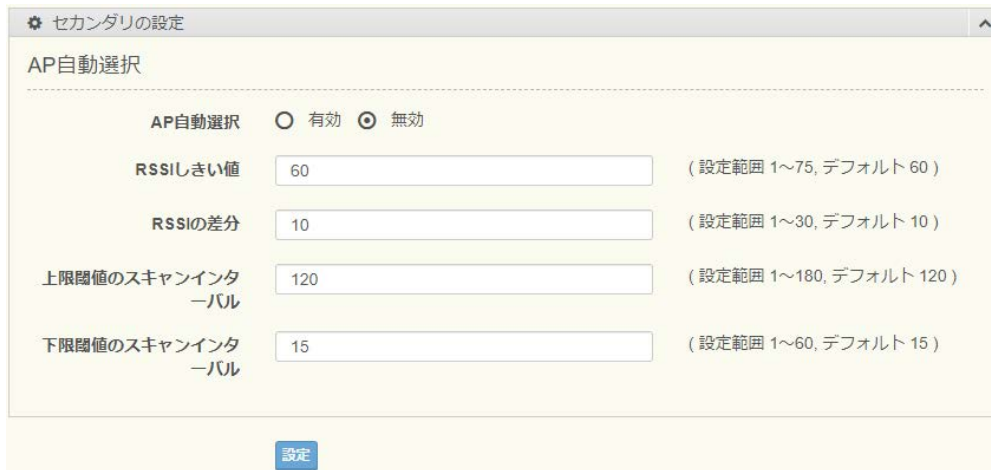 セカンダリの設定
AP自動選択
AP自動選択 有効 無効
RSSIしきい値 60 ( 設定範囲 1～75, デフォルト 60 )
RSSIの差分 10 ( 設定範囲 1～30, デフォルト 10 )
上限閾値のスキャンインタ 120 ( 設定範囲 1～180, デフォルト 120 )
ーバル
下限閾値のスキャンインタ 15 ( 設定範囲 1～60, デフォルト 15 )
ーバル
設定